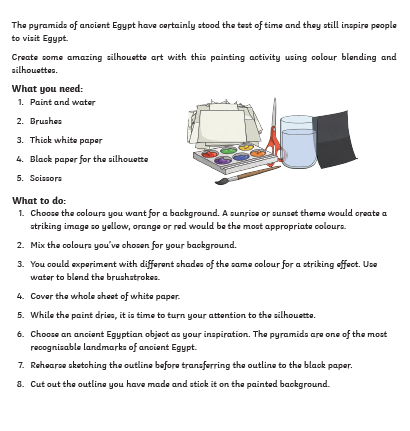 The pyramids of ancient Egypt have certainly stood the test of time and they still inspire people
to visit Egypt.
Create some amazing silhouette art with this painting activity using colour blending and
silhouettes.
What you need:
1. Paint and water
2. Brushes
3. Thick white paper
4. Black paper for the silhouette
5. Scissors
What to do:
1. Choose the colours you want for a background. A sunrise or sunset theme would create a
striking image so yellow, orange or red would be the most appropriate colours.
2. Mix the colours you've chosen for your background.
3. You could experiment with different shades of the same colour for a striking effect. Use
water to blend the brushstrokes.
4. Cover the whole sheet of white paper.
5. While the paint dries, it is time to turn your attention to the silhouette.
6. Choose an ancient Egyptian object as your inspiration. The pyramids are one of the most
recognisable landmarks of ancient Egypt.
7. Rehearse sketching the outline before transferring the outline to the black paper.
8. Cut out the outline you have made and stick it on the painted background.